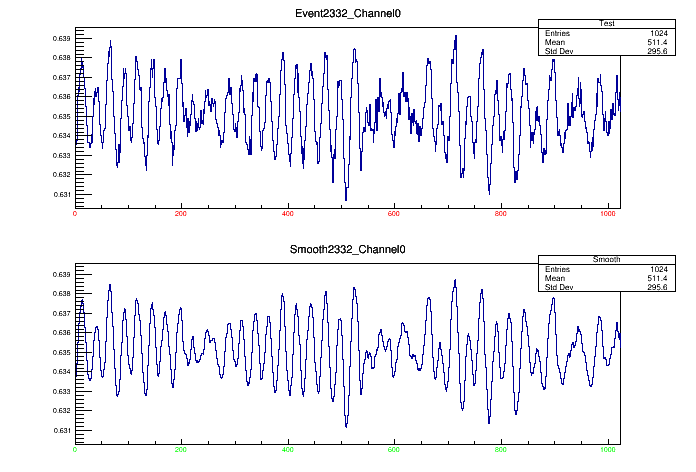 Event2332_Channel0
Test
Entries 1024
Mean 511.4
Std Dev 295.6
0.639
0.638
0.637
0.636
0.635
0.634
0.633
0.632
0.631
0 200 400 600 800 1000
Smooth2332_Channel0
Smooth
Entries 1024
Mean 511.4
Std Dev 295.6
0.639
0.638
0.637
0.636
0.635
0.634
0.633
0.632
0.631
0 200 400 600 800 1000